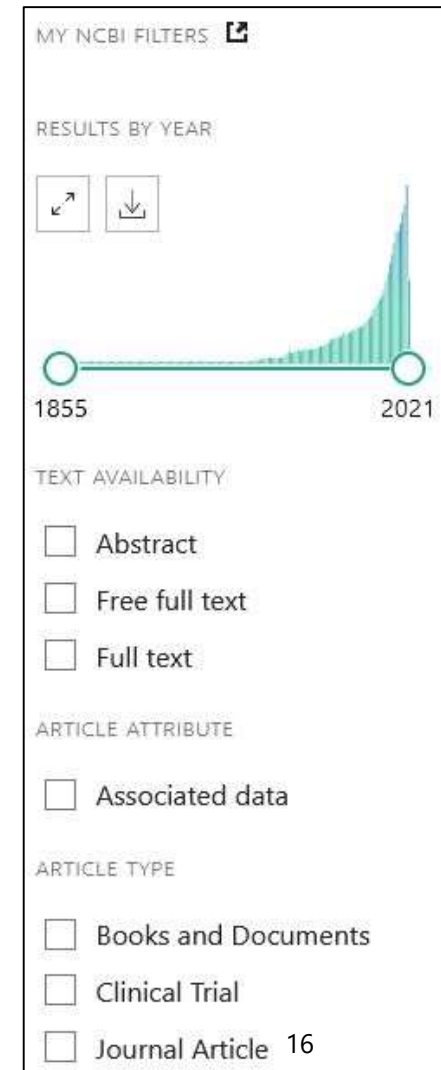 MY NCBI FILTERS
RESULTS BY YEAR
1855 2021
TEXT AVAILABILITY
Abstract
Free full text
Full text
ARTICLE ATTRIBUTE
Associated data
ARTICLE TYPE
Books and Documents
Clinical Trial
Journal Article 16